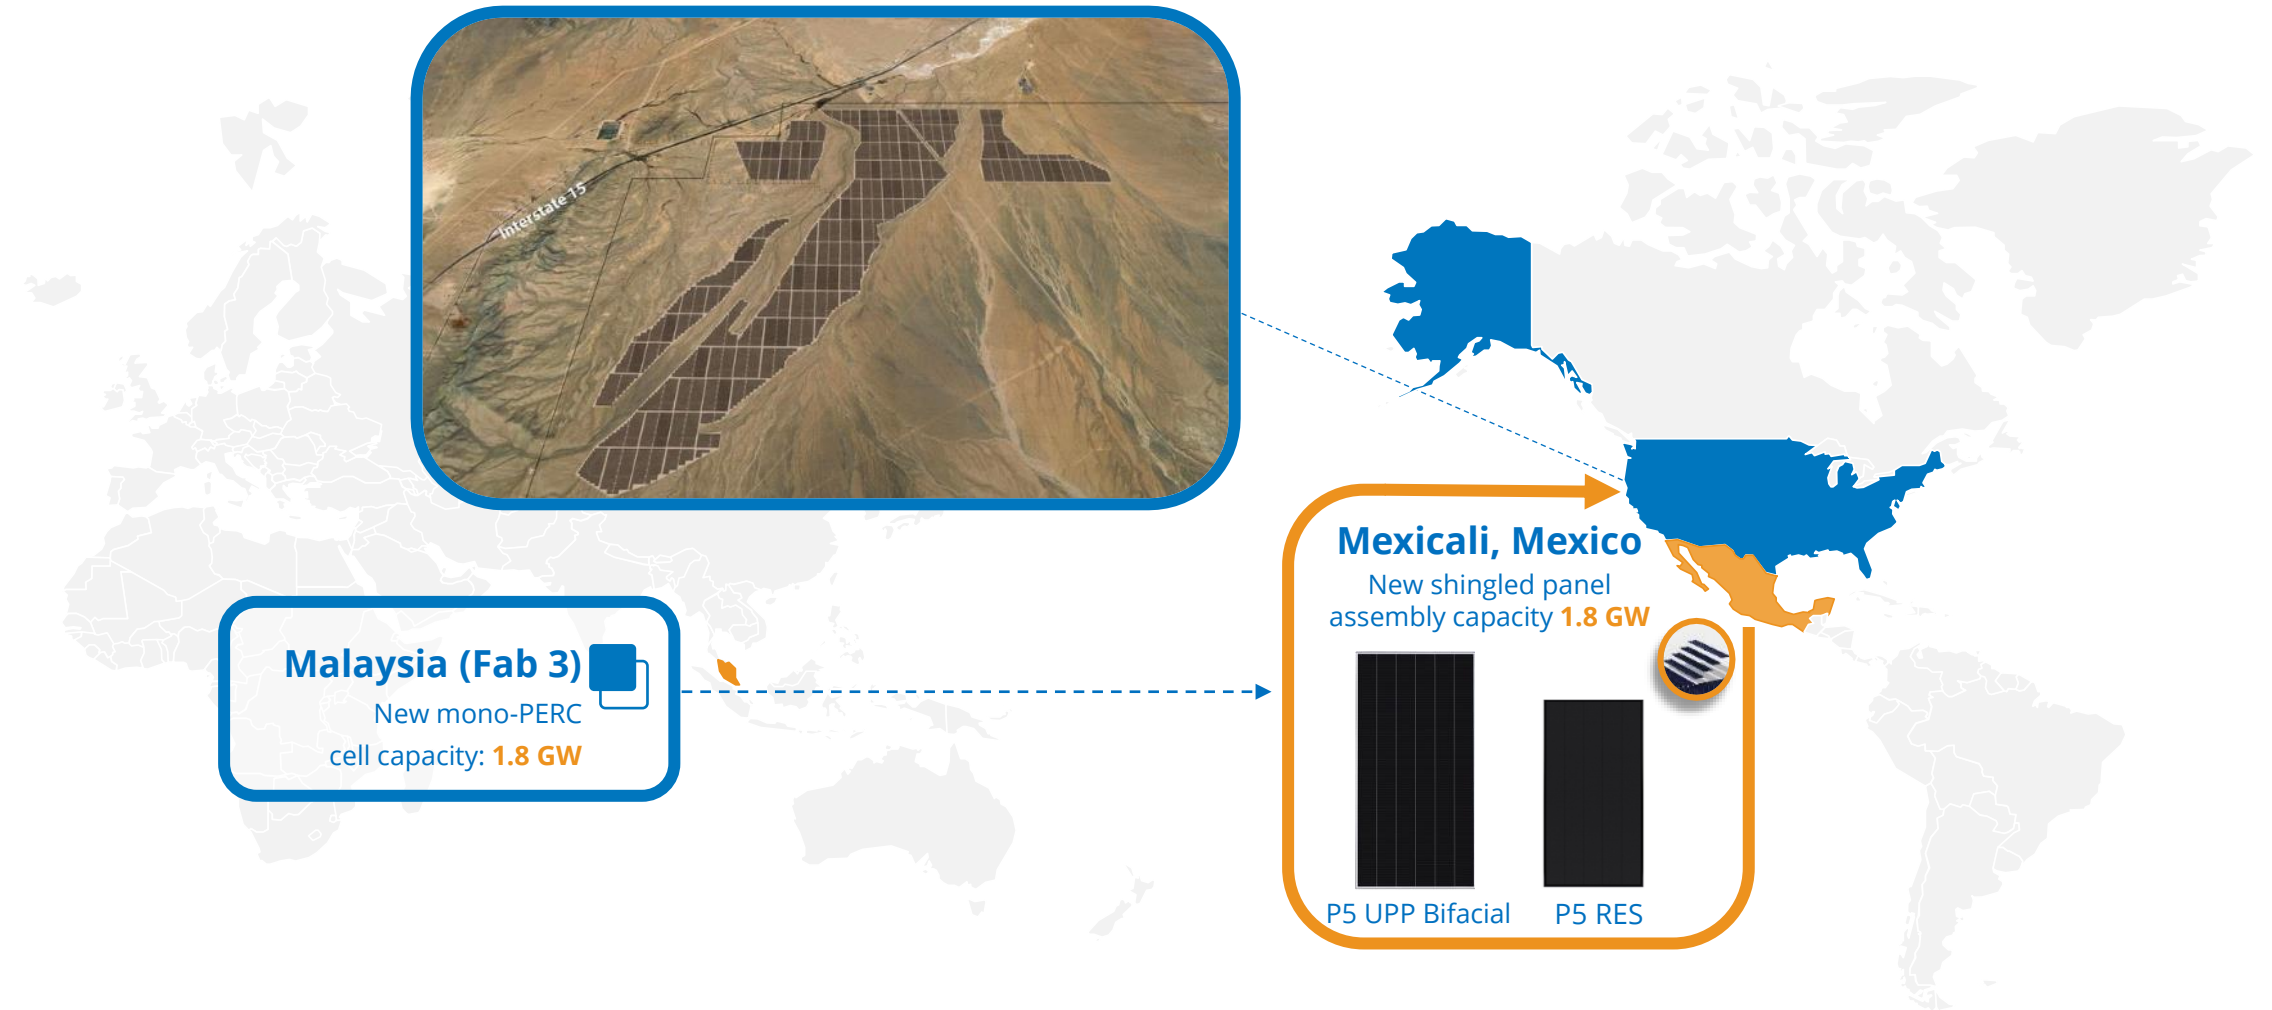 Interstate 15
Malaysia (Fab 3)
New mono-PERC
cell capacity: 1.8 GW
Mexicali, Mexico
New shingled panel
assembly capacity 1.8 GW
P5 UPP Bifacial
P5 RES